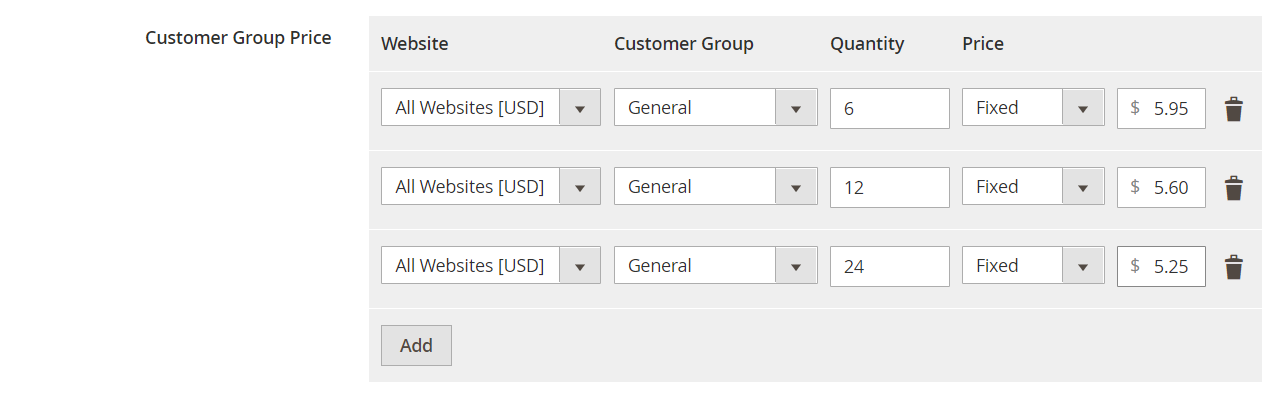 Customer Group Price
Website Customer Group Quantity Price
All Websites [USD] General 6 Fixed $ 5.95
All Websites [USD] General 12 Fixed $ 5.60
All Websites [USD] General 24 Fixed $ 5.25
Add